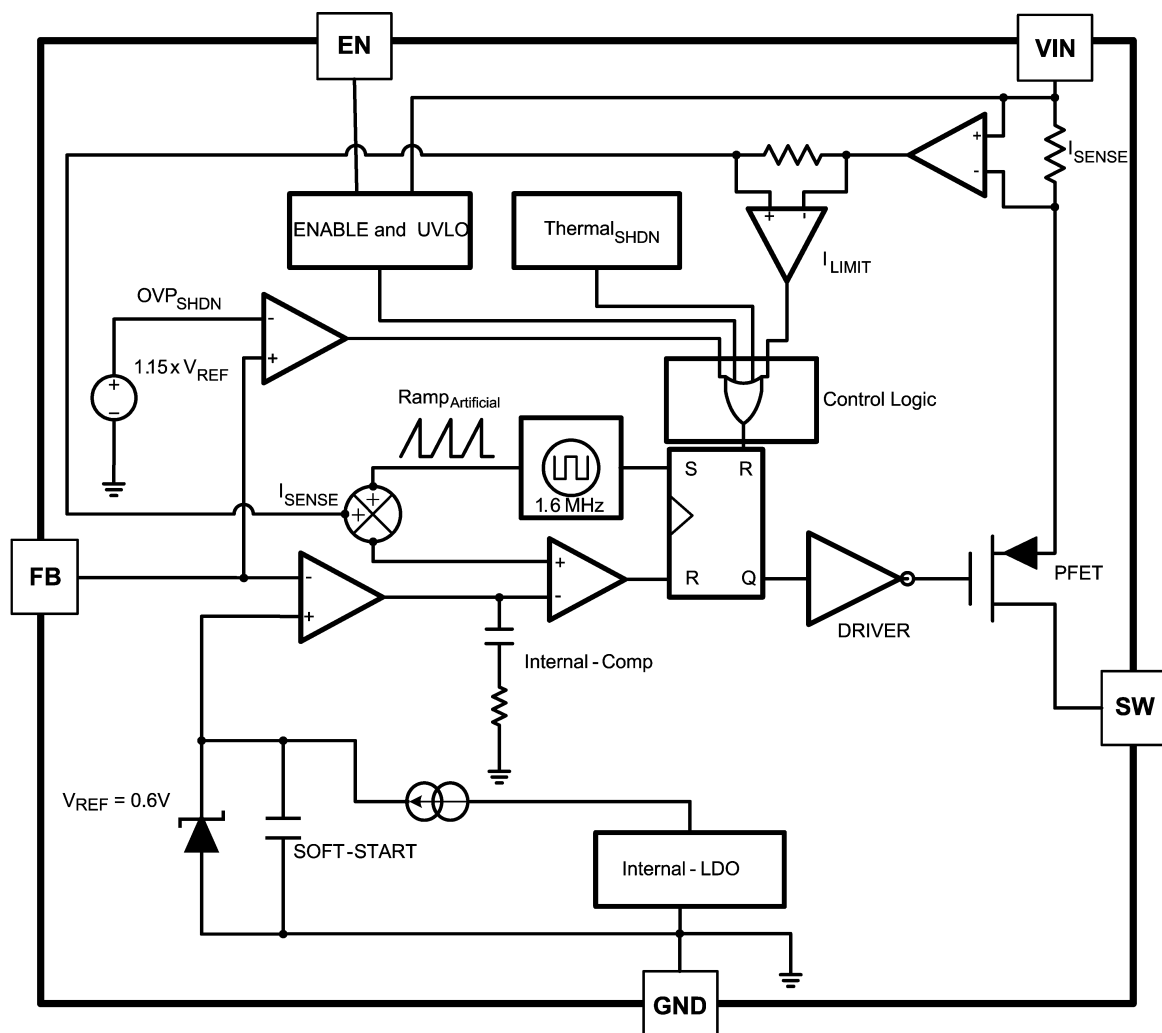 EN
VIN
+
-
I SENSE
ENABLE and UVLO
Thermal SHDN
+ -
I LIMIT
OVP SHDN
-
+
1.15 x V REF
+
−
Control Logic
Ramp Artificial
S R
1.6 MHz
I SENSE
+
+
FB
-
+
+
-
R Q
PFET
DRIVER
Internal - Comp
SW
V REF = 0.6V
SOFT-START
Internal - LDO
GND